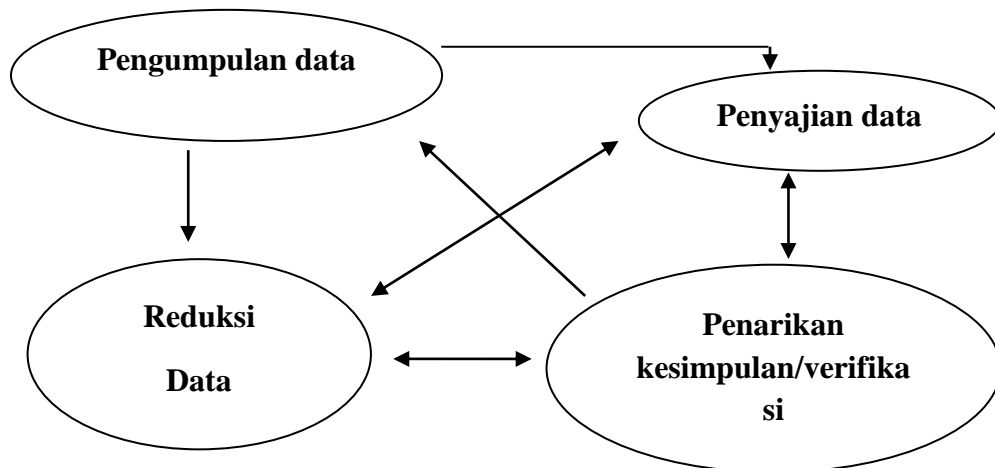 Pengumpulan data
Penyajian data
Reduksi
Data
Penarikan
kesimpulan/verifika
si